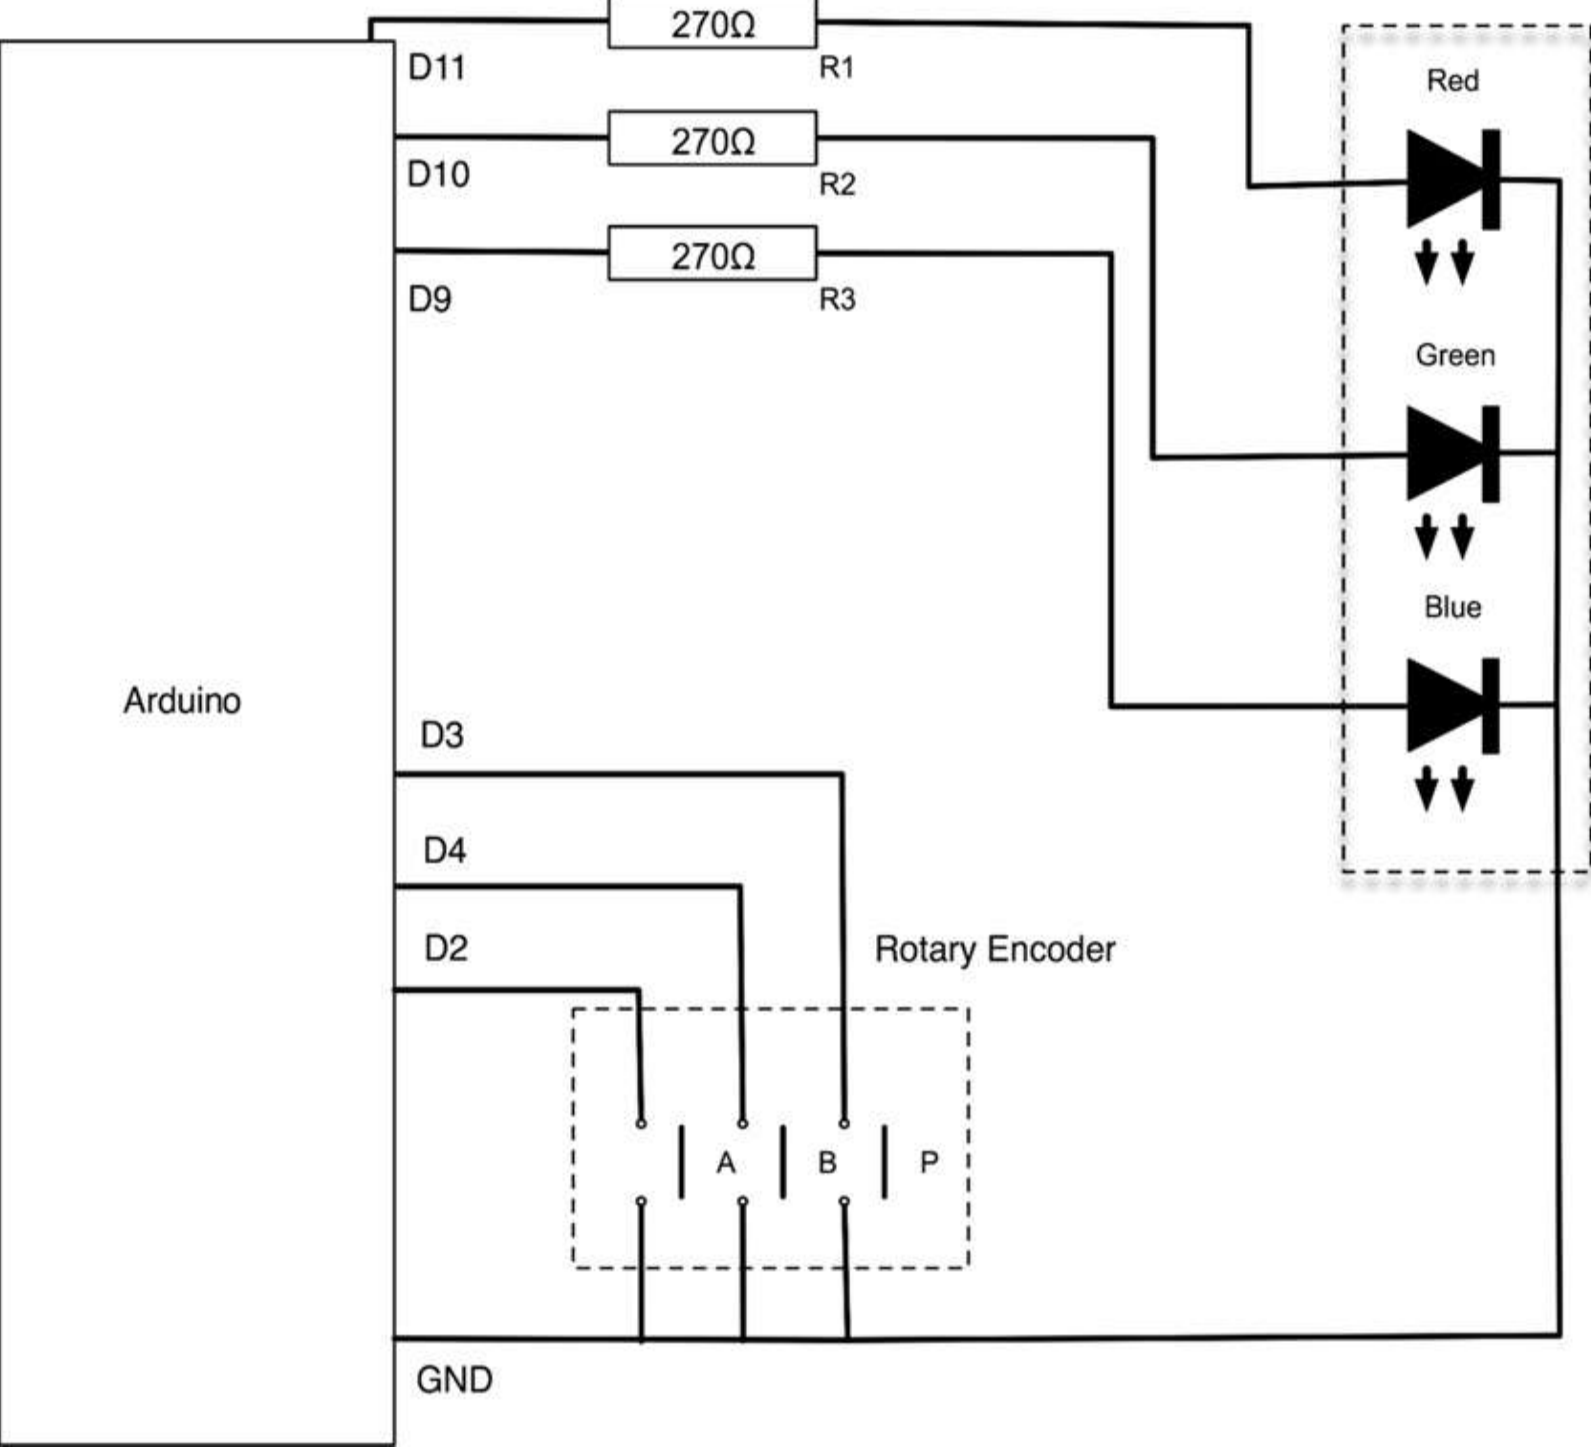 270Ω
D11
R1
Red
270Ω
D10
R2
270Ω
D9
R3
Green
Blue
Arduino
D3
D4
D2
Rotary Encoder
A
B
P
GND